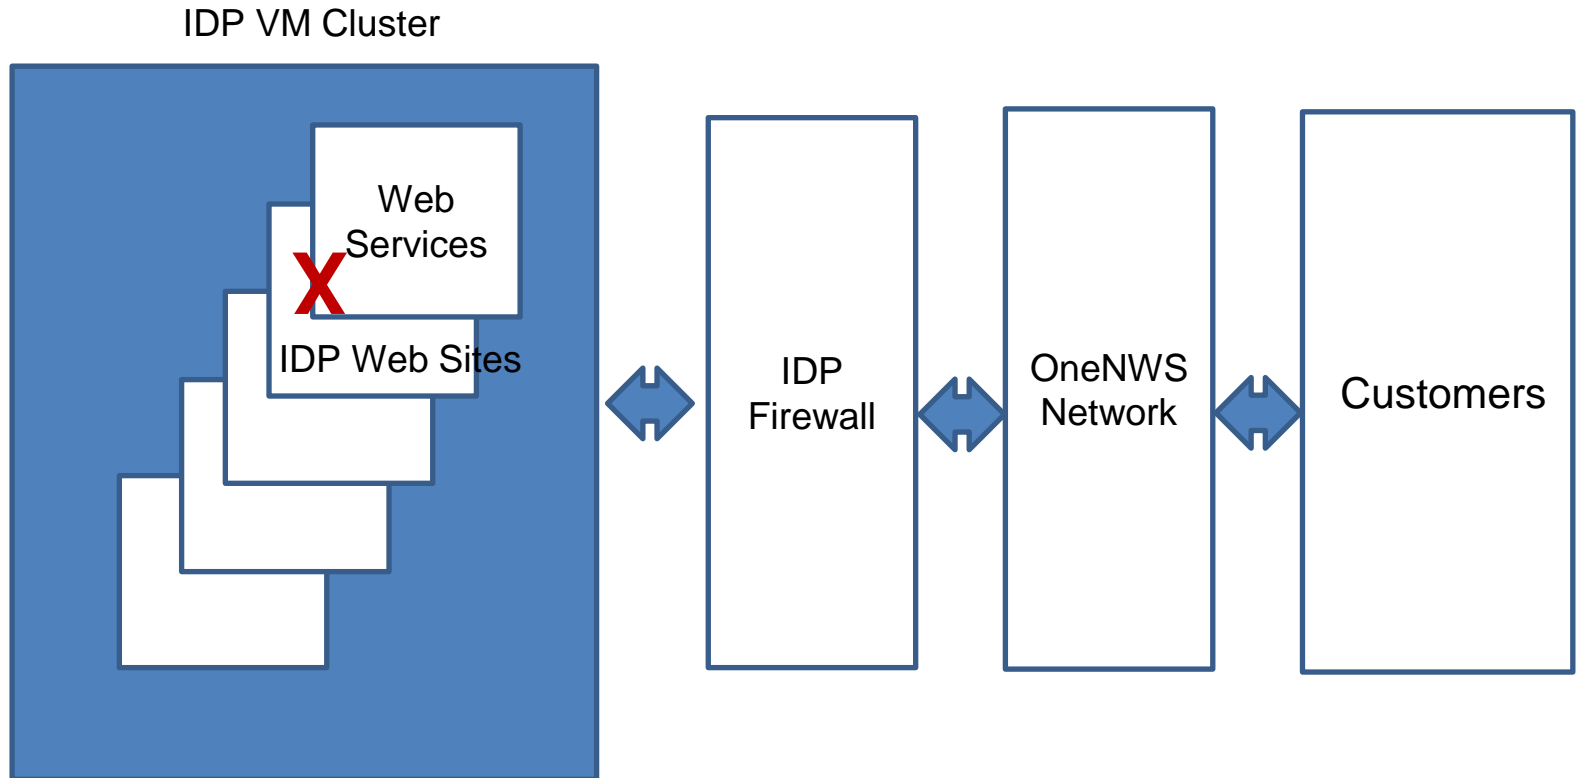 IDP VM Cluster
Web
Services
X
IDP Web Sites
IDP
Firewall
OneNWS
Network
Customers